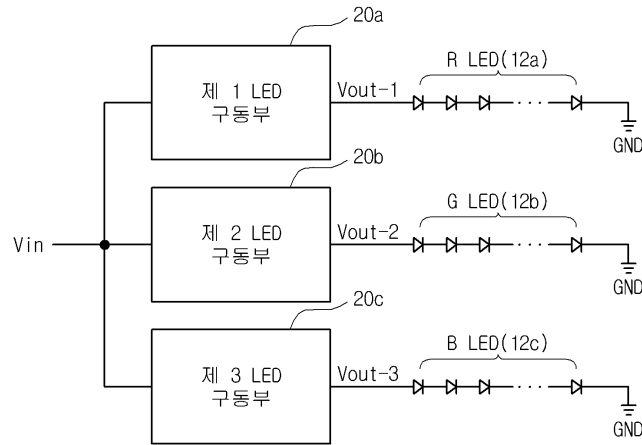 20a
제 1 LED
구동부
Vout-1
R LED(12a)
GND
20b
Vin
제 2 LED
구동부
Vout-2
G LED(12b)
GND
20c
제 3 LED
구동부
Vout-3
B LED(12c)
GND